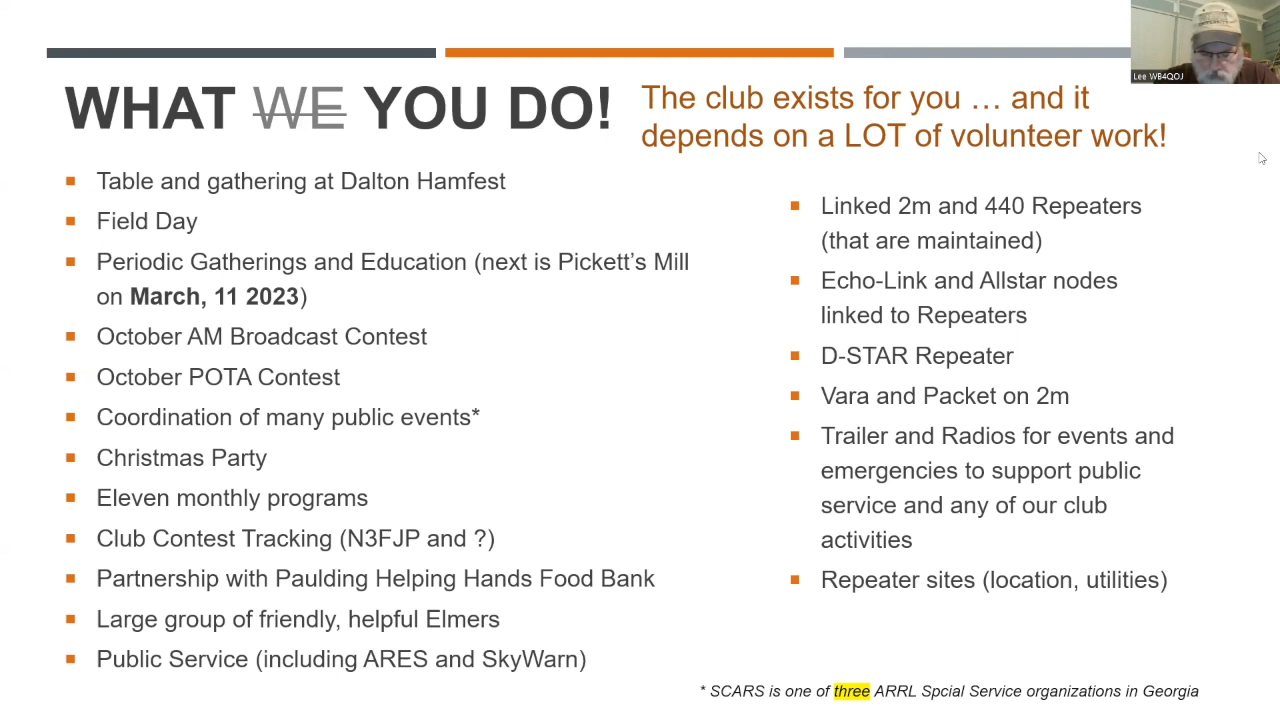 WHAT WE YOU DO!
The club exists for you … and it
depends on a LOT of volunteer work!
Lee WB4QOJ
Table and gathering at Dalton Hamfest
Field Day
Periodic Gatherings and Education (next is Pickett’s Mill
on March, 11 2023)
October AM Broadcast Contest
October POTA Contest
Coordination of many public events*
Christmas Party
Eleven monthly programs
Club Contest Tracking (N3FJP and ?)
Partnership with Paulding Helping Hands Food Bank
Large group of friendly, helpful Elmers
Public Service (including ARES and SkyWarn)
Linked 2m and 440 Repeaters
(that are maintained)
Echo-Link and Allstar nodes
linked to Repeaters
D-STAR Repeater
Vara and Packet on 2m
Trailer and Radios for events and
emergencies to support public
service and any of our club
activities
Repeater sites (location, utilities)
* SCARS is one of three ARRL Spcial Service organizations in Georgia